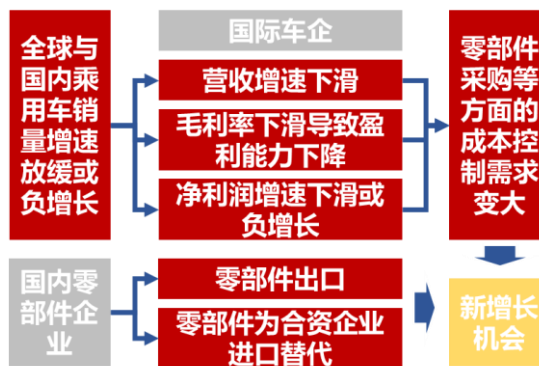 全球与
国内乘
用车销
量增速
放缓或
负增长
国际车企
营收增速下滑
毛利率下滑导致盈
利能力下降
净利润增速下滑或
负增长
零部件
采购等
方面的
成本控
制需求
变大
国内零
部件企
业
零部件出口
零部件为合资企业
进口替代
新增长
机会